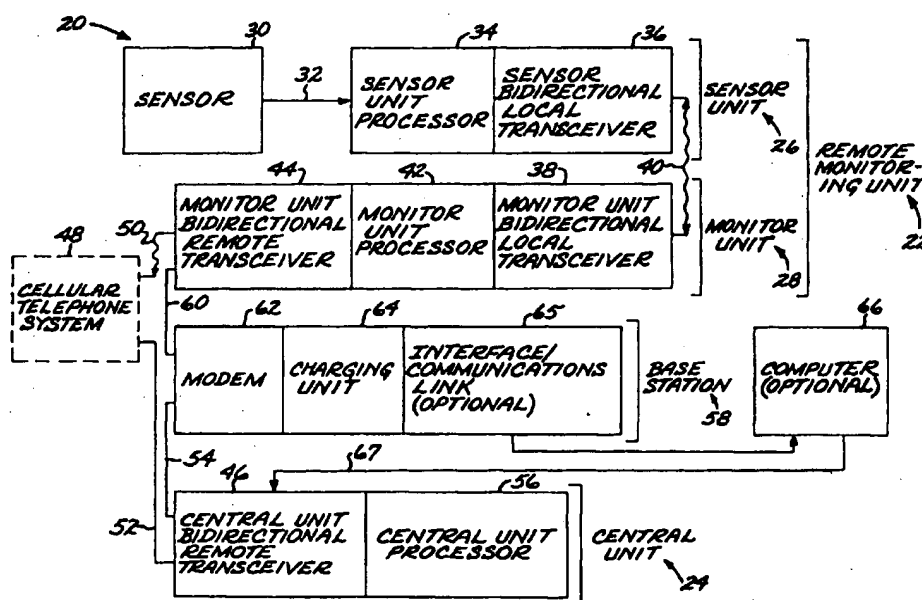 20
30
SENSOR
32
34
SENSOR
UNIT
PROCESSOR
36
SENSOR
BIDIRECTIONAL
LOCAL
TRANSCEIVER
SENSOR
UNIT
26
40
REMOTE
MONITOR-
ING UNIT
22
44
MONITOR UNIT
BIDIRECTIONAL
REMOTE
TRANSCEIVER
42
MONITOR UNIT
PROCESSOR
38
MONITOR UNIT
BIDIRECTIONAL
LOCAL
TRANSCEIVER
MONITOR
UNIT
28
48
50
CELLULAR
TELEPHONE
SYSTEM
60
62
MODEM
64
CHARGING
UNIT
65
INTERFACE/
COMMUNICATIONS
LINK
(OPTIONAL)
BASE
STATION
58
66
COMPUTER
(OPTIONAL)
54
67
52
46
CENTRAL UNIT
BIDIRECTIONAL
REMOTE
TRANSCEIVER
56
CENTRAL UNIT
PROCESSOR
CENTRAL
UNIT
24